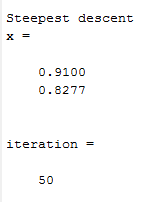 Steepest descent
x =
0.9100
0.8277
iteration =
50